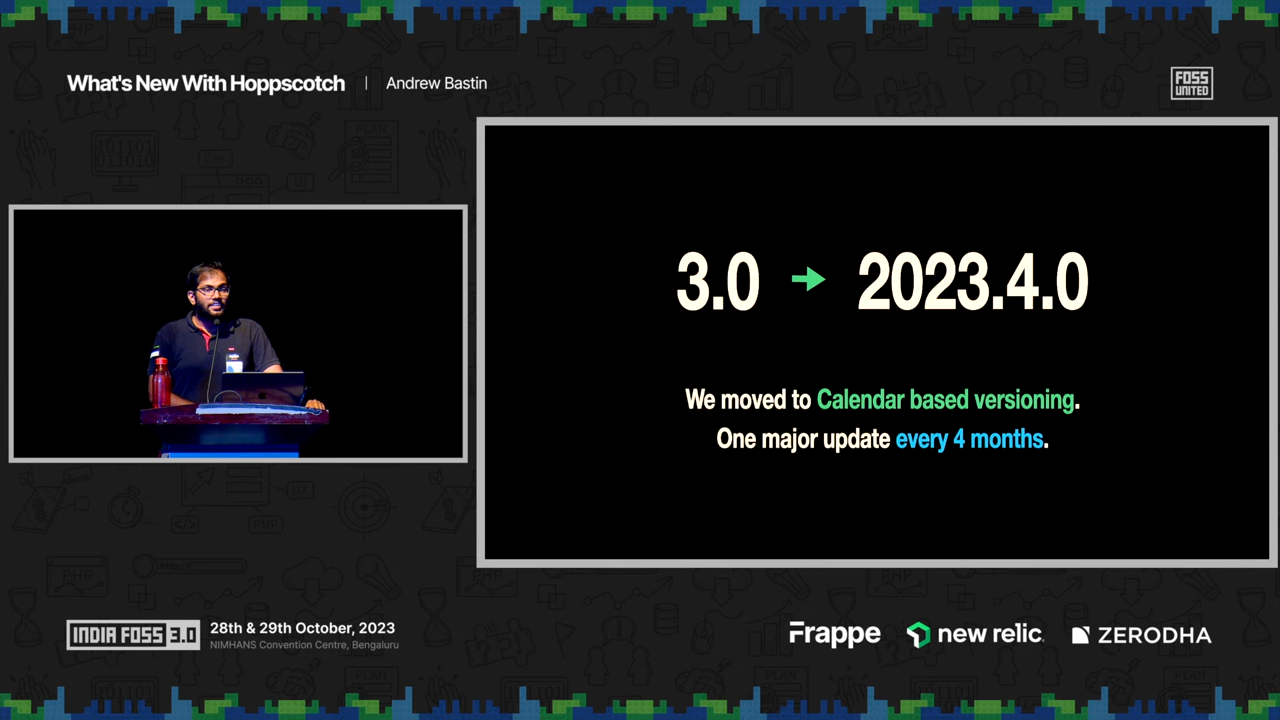 What's New With Hoppscotch | Andrew Bastin
FOSS
UNITED
3.0 → 2023.4.0
We moved to Calendar based versioning.
One major update every 4 months.
INDIA FOSS 3.0
28th & 29th October, 2023
NIMHANS Convention Centre, Bengaluru
Frappe
new relic
ZERODHA